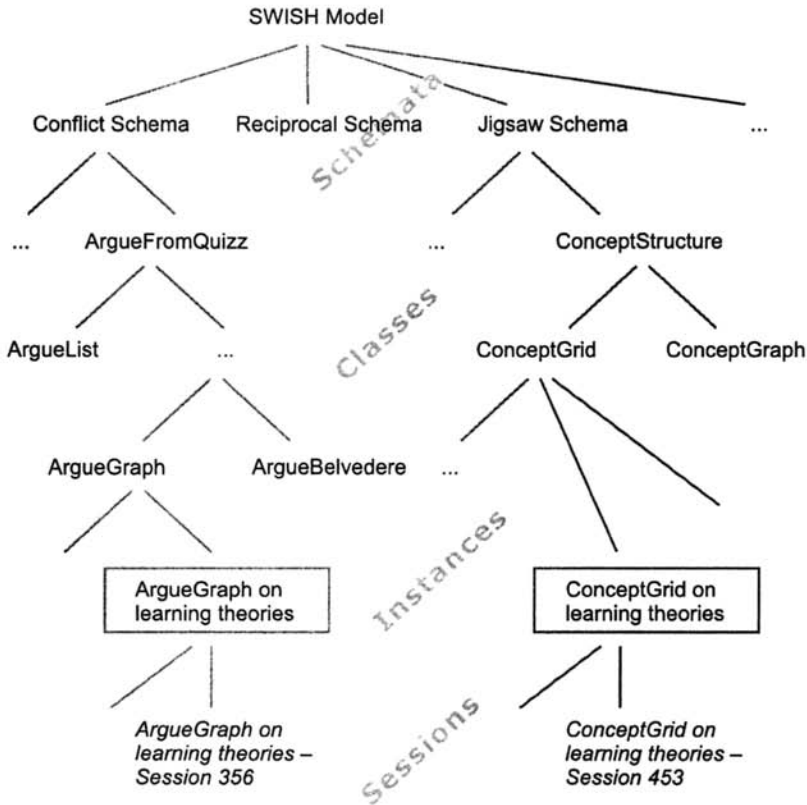 SWISH Model
Schemata
Conflict Schema
Reciprocal Schema
Jigsaw Schema
...
...
ArgueFromQuizz
...
ConceptStructure
Classes
ArgueList
...
ConceptGrid
ConceptGraph
ArgueGraph
ArgueBelvedere
...
Instances
ArgueGraph on
learning theories
ConceptGrid on
learning theories
Sessions
ArgueGraph on
learning theories –
Session 356
ConceptGrid on
learning theories –
Session 453